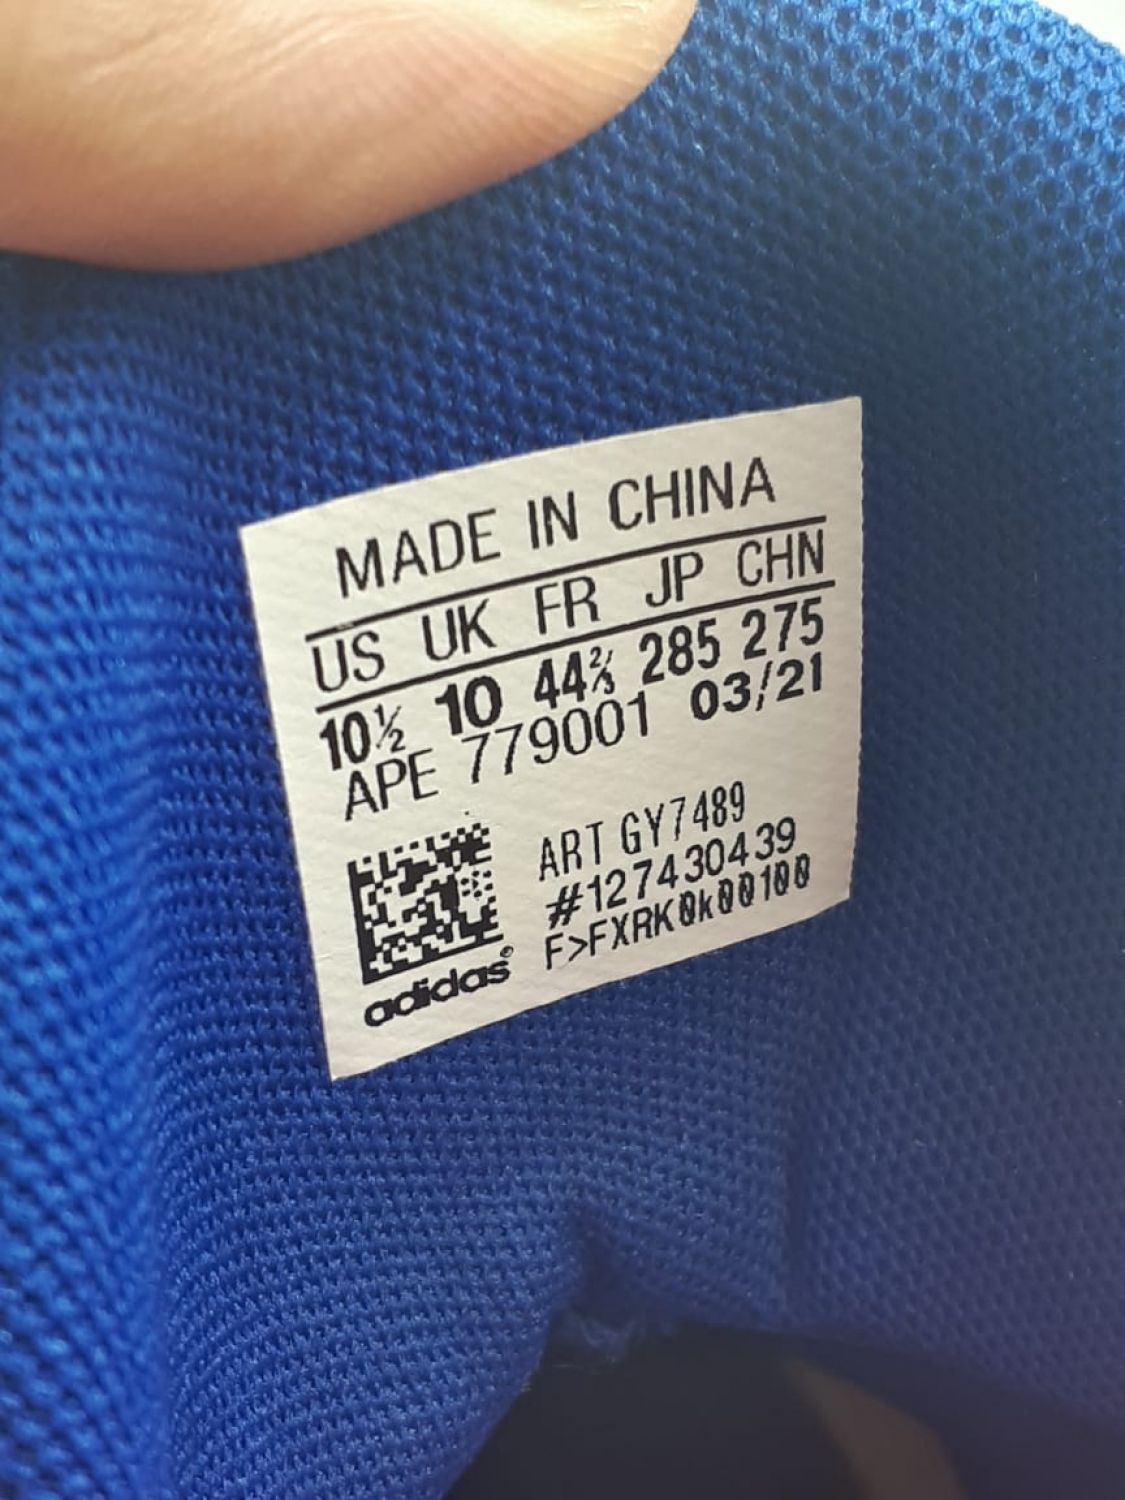 MADE IN CHINA
US UK FR JP CHN
10½ 10 44⅔ 285 275
APE 779001 03/21
ART GY7489
#127430439
F>FXRK0k00100
adidas®